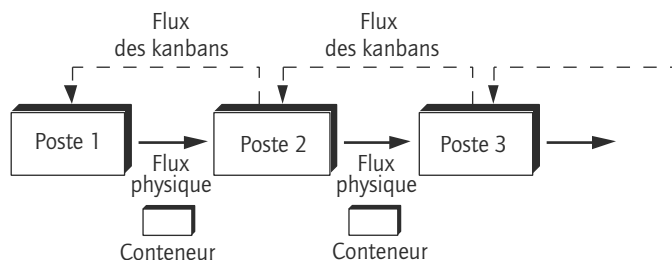 Flux
des kanbans
Flux
des kanbans
Poste 1
Poste 2
Poste 3
Flux
physique
Flux
physique
Conteneur
Conteneur